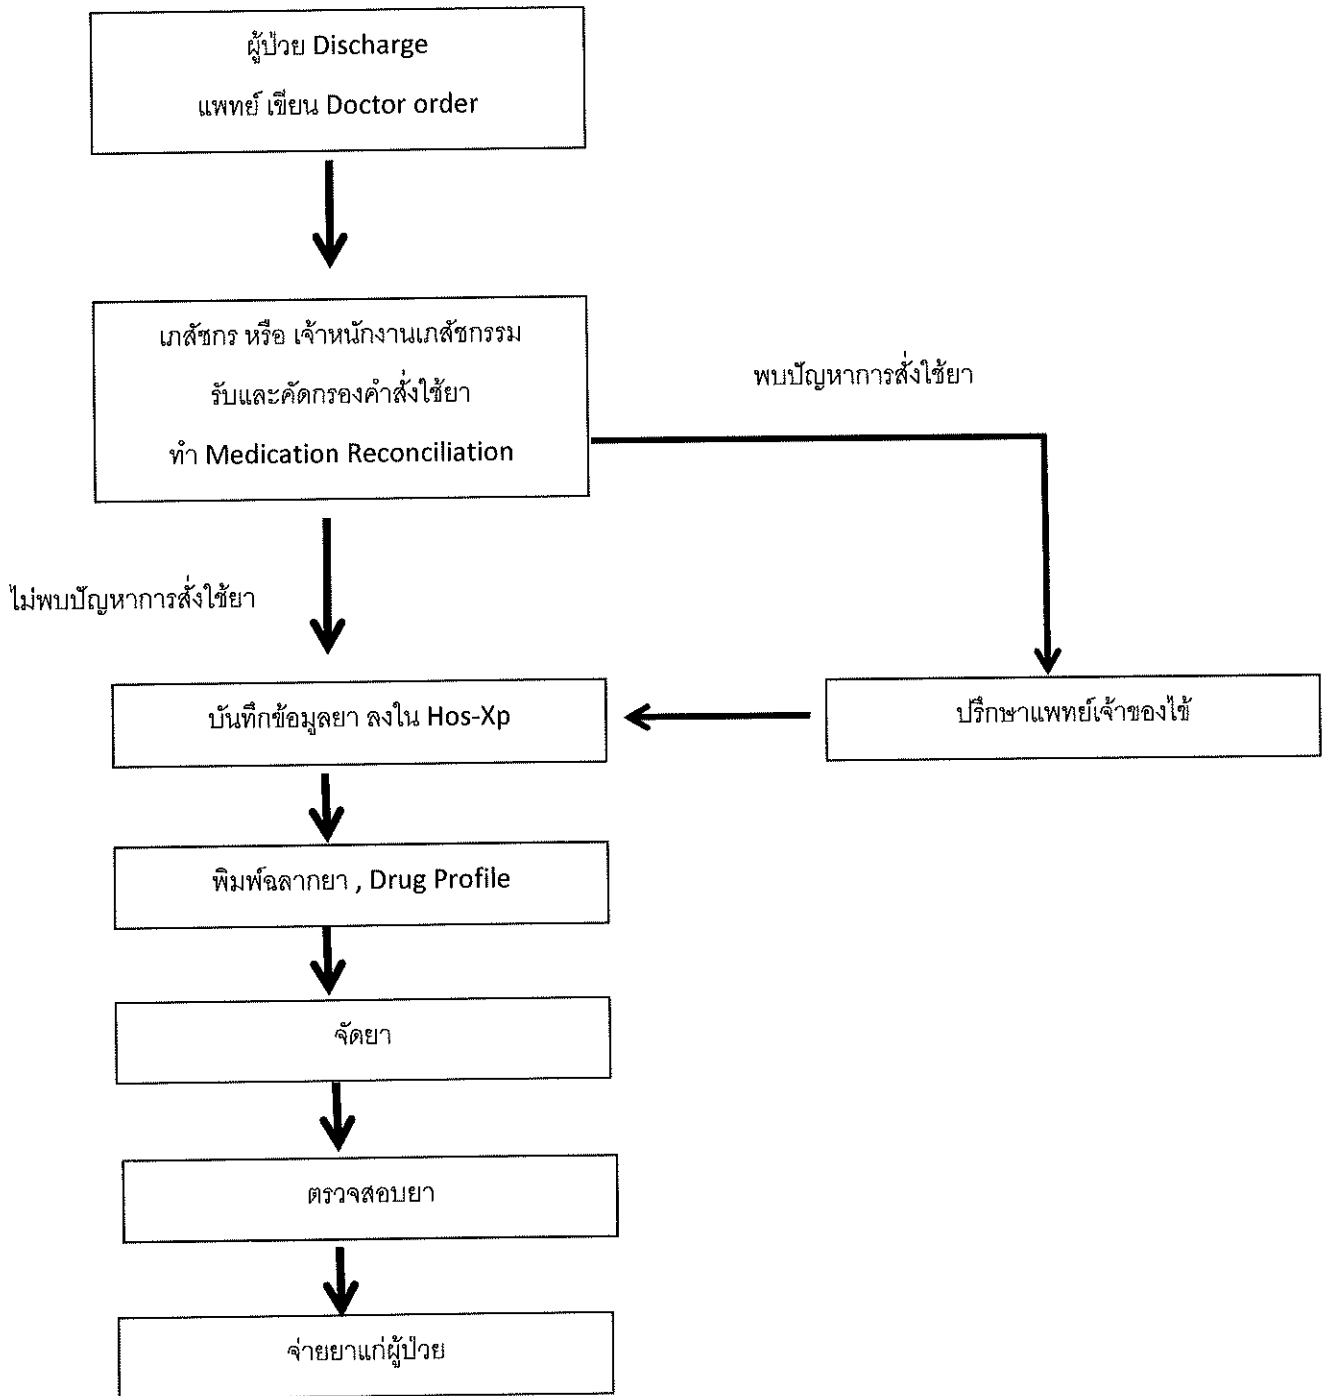 ผู้ป่วย Discharge
แพทย์ เขียน Doctor order
เภสัชกร หรือ เจ้าหนักงานเภสัชกรรม
รับและคัดกรองคำสั่งใช้ยา
ทำ Medication Reconciliation
พบปัญหาการสั่งใช้ยา
ไม่พบปัญหาการสั่งใช้ยา
บันทึกข้อมูลยา ลงใน Hos-Xp
ปรึกษาแพทย์เจ้าของไข้
พิมพ์ฉลากยา , Drug Profile
จัดยา
ตรวจสอบยา
จ่ายยาแก่ผู้ป่วย